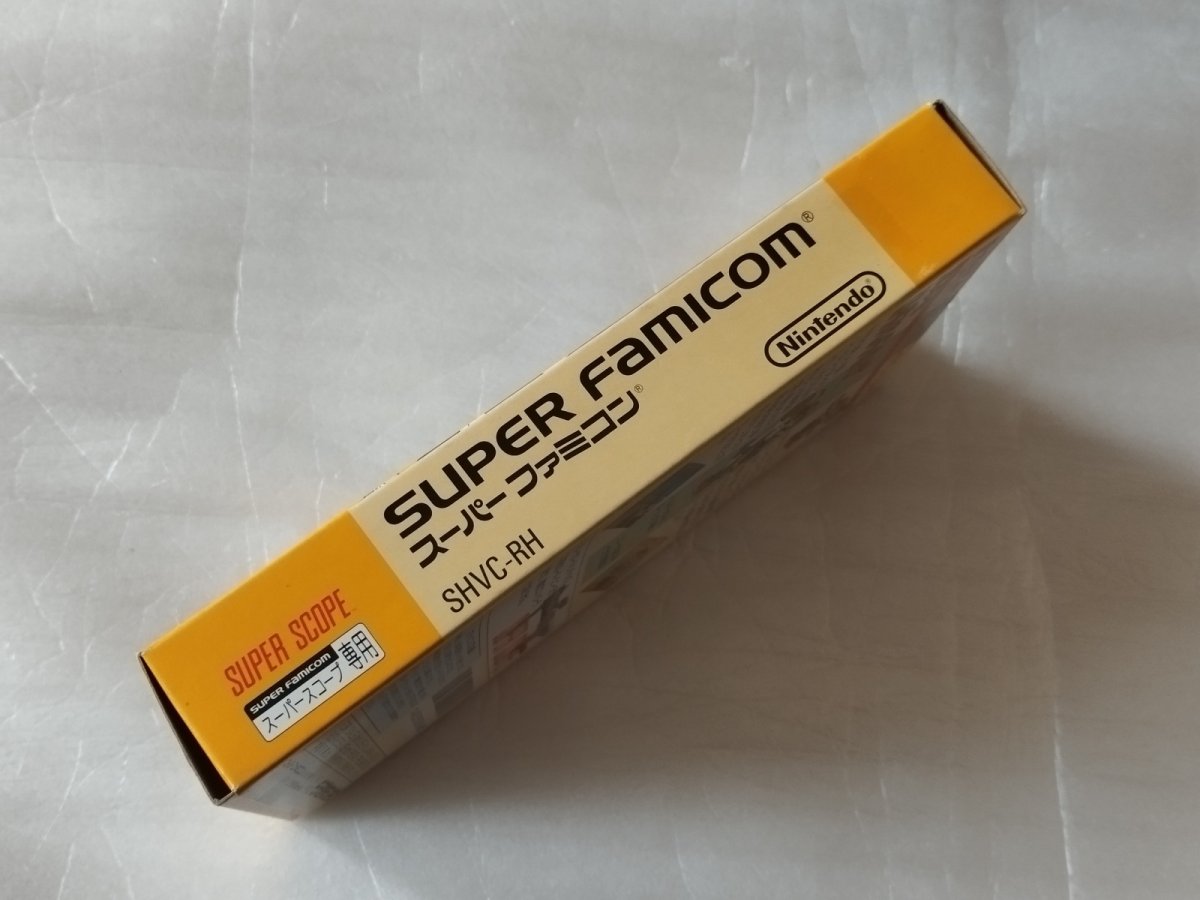 SUPER FAMICOM®
スーパーファミコン®
Nintendo®
SHVC-RH
SUPER SCOPE™
SUPER FAMICOM
スーパースコープ専用